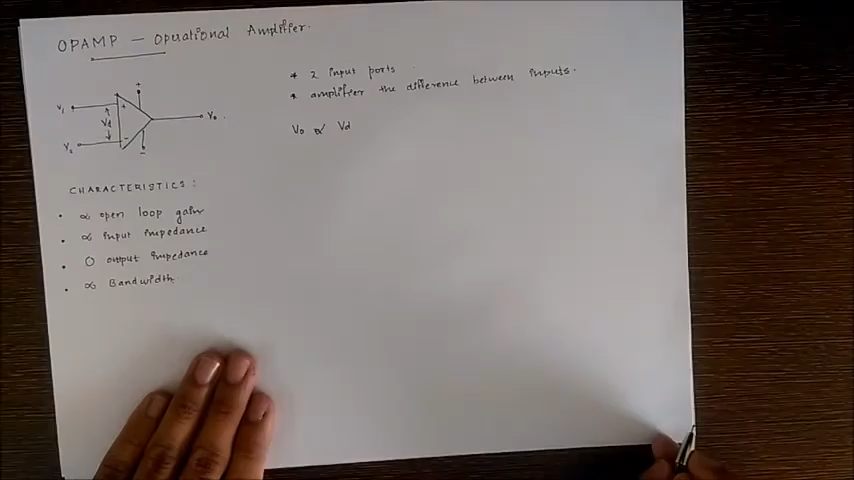 OPAMP – Operational Amplifier.
* 2 input ports
* amplifier the difference between inputs.
V₀ ∝ Vd
+
V₁ + V₀
Vd
V₂ -
-
CHARACTERISTICS :
• ∝ open loop gain
• ∝ input impedance
• 0 output impedance
• ∝ Bandwidth